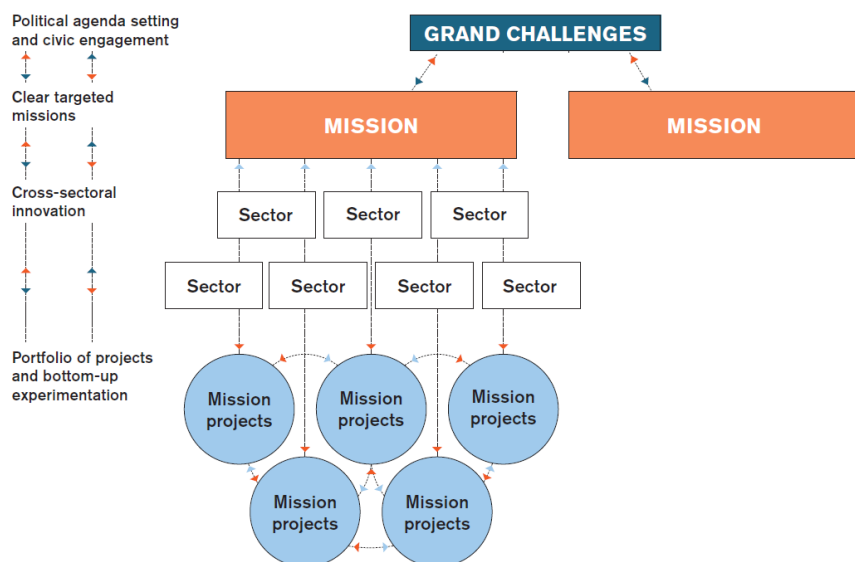 Political agenda setting
and civic engagement
GRAND CHALLENGES
Clear targeted
missions
MISSION
MISSION
Cross-sectoral
innovation
Sector
Sector
Sector
Sector
Sector
Sector
Sector
Portfolio of projects
and bottom-up
experimentation
Mission
projects
Mission
projects
Mission
projects
Mission
projects
Mission
projects